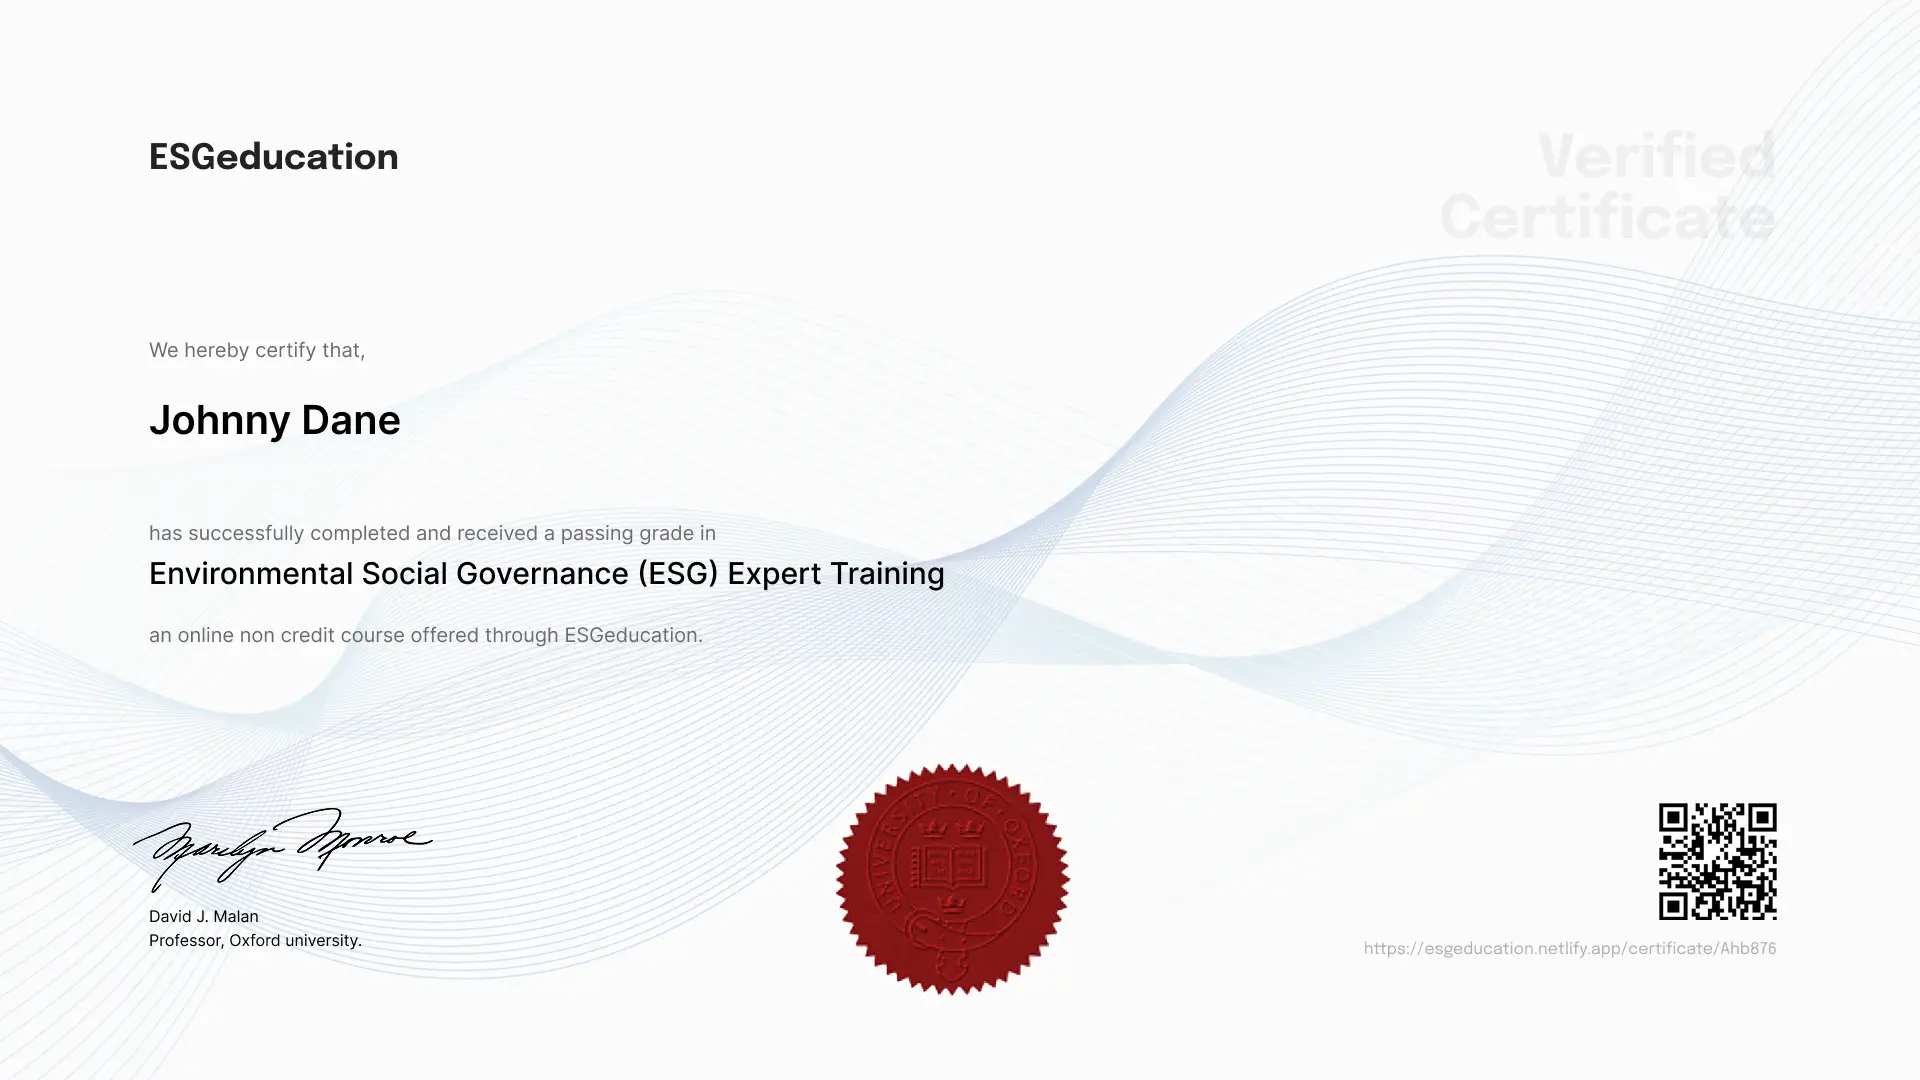 ESGeducation
Verified
Certificate
We hereby certify that,
Johnny Dane
has successfully completed and received a passing grade in
Environmental Social Governance (ESG) Expert Training
an online non credit course offered through ESGeducation.
Marilyn Monroe
David J. Malan
Professor, Oxford university.
UNIVERSITY · OF · OXFORD
https://esgeducation.netlify.app/certificate/Ahb876